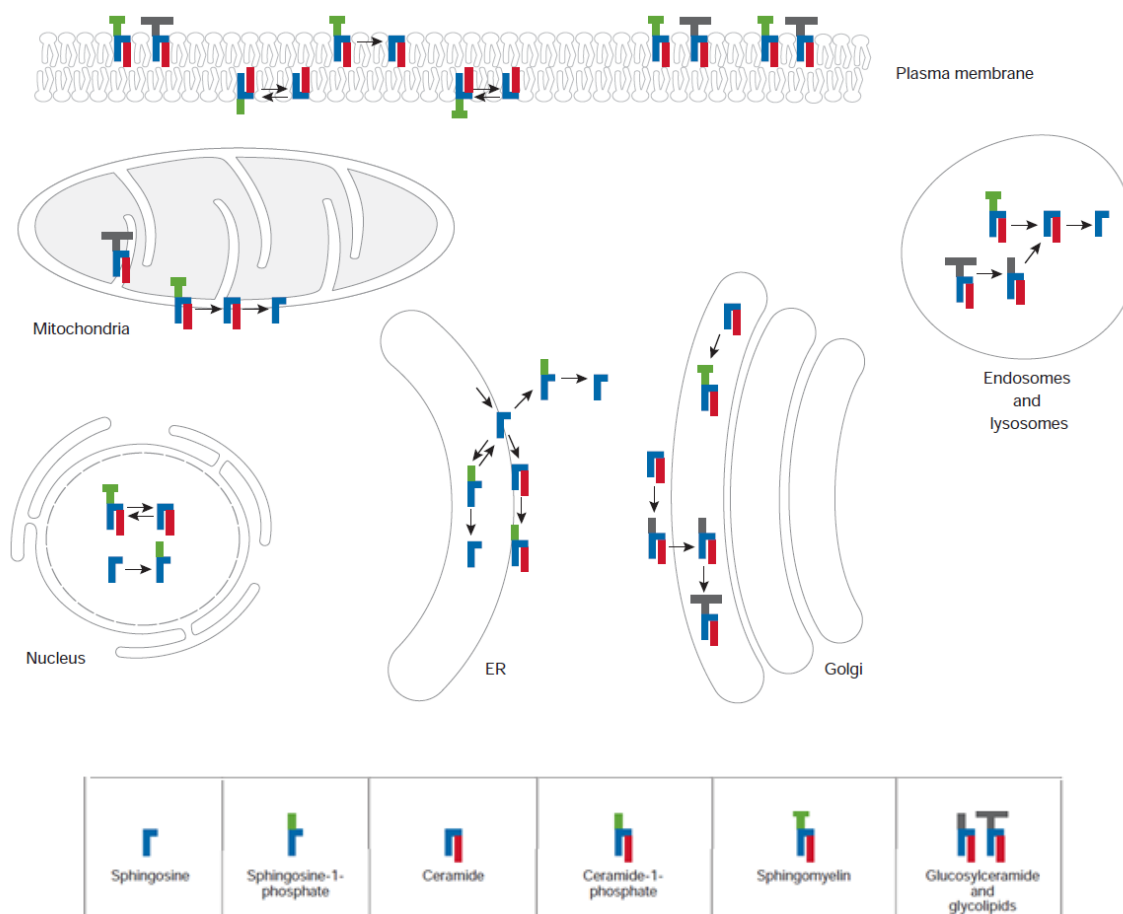 Plasma membrane
Mitochondria
Endosomes
and
lysosomes
Nucleus
ER
Golgi
Sphingosine
Sphingosine-1-
phosphate
Ceramide
Ceramide-1-
phosphate
Sphingomyelin
Glucosylceramide
and
glycolipids